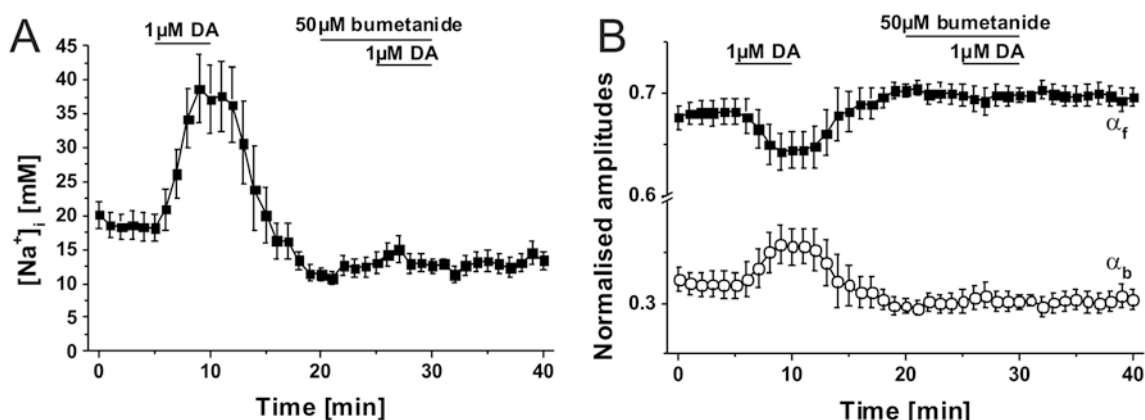 A
1µM DA
50µM bumetanide
1µM DA
[Na⁺]ᵢ [mM]
45
40
35
30
25
20
15
10
5
0
0
10
20
30
40
Time [min]
B
50µM bumetanide
1µM DA
1µM DA
Normalised amplitudes
0.7
0.6
0.3
αf
αb
0
10
20
30
40
Time [min]